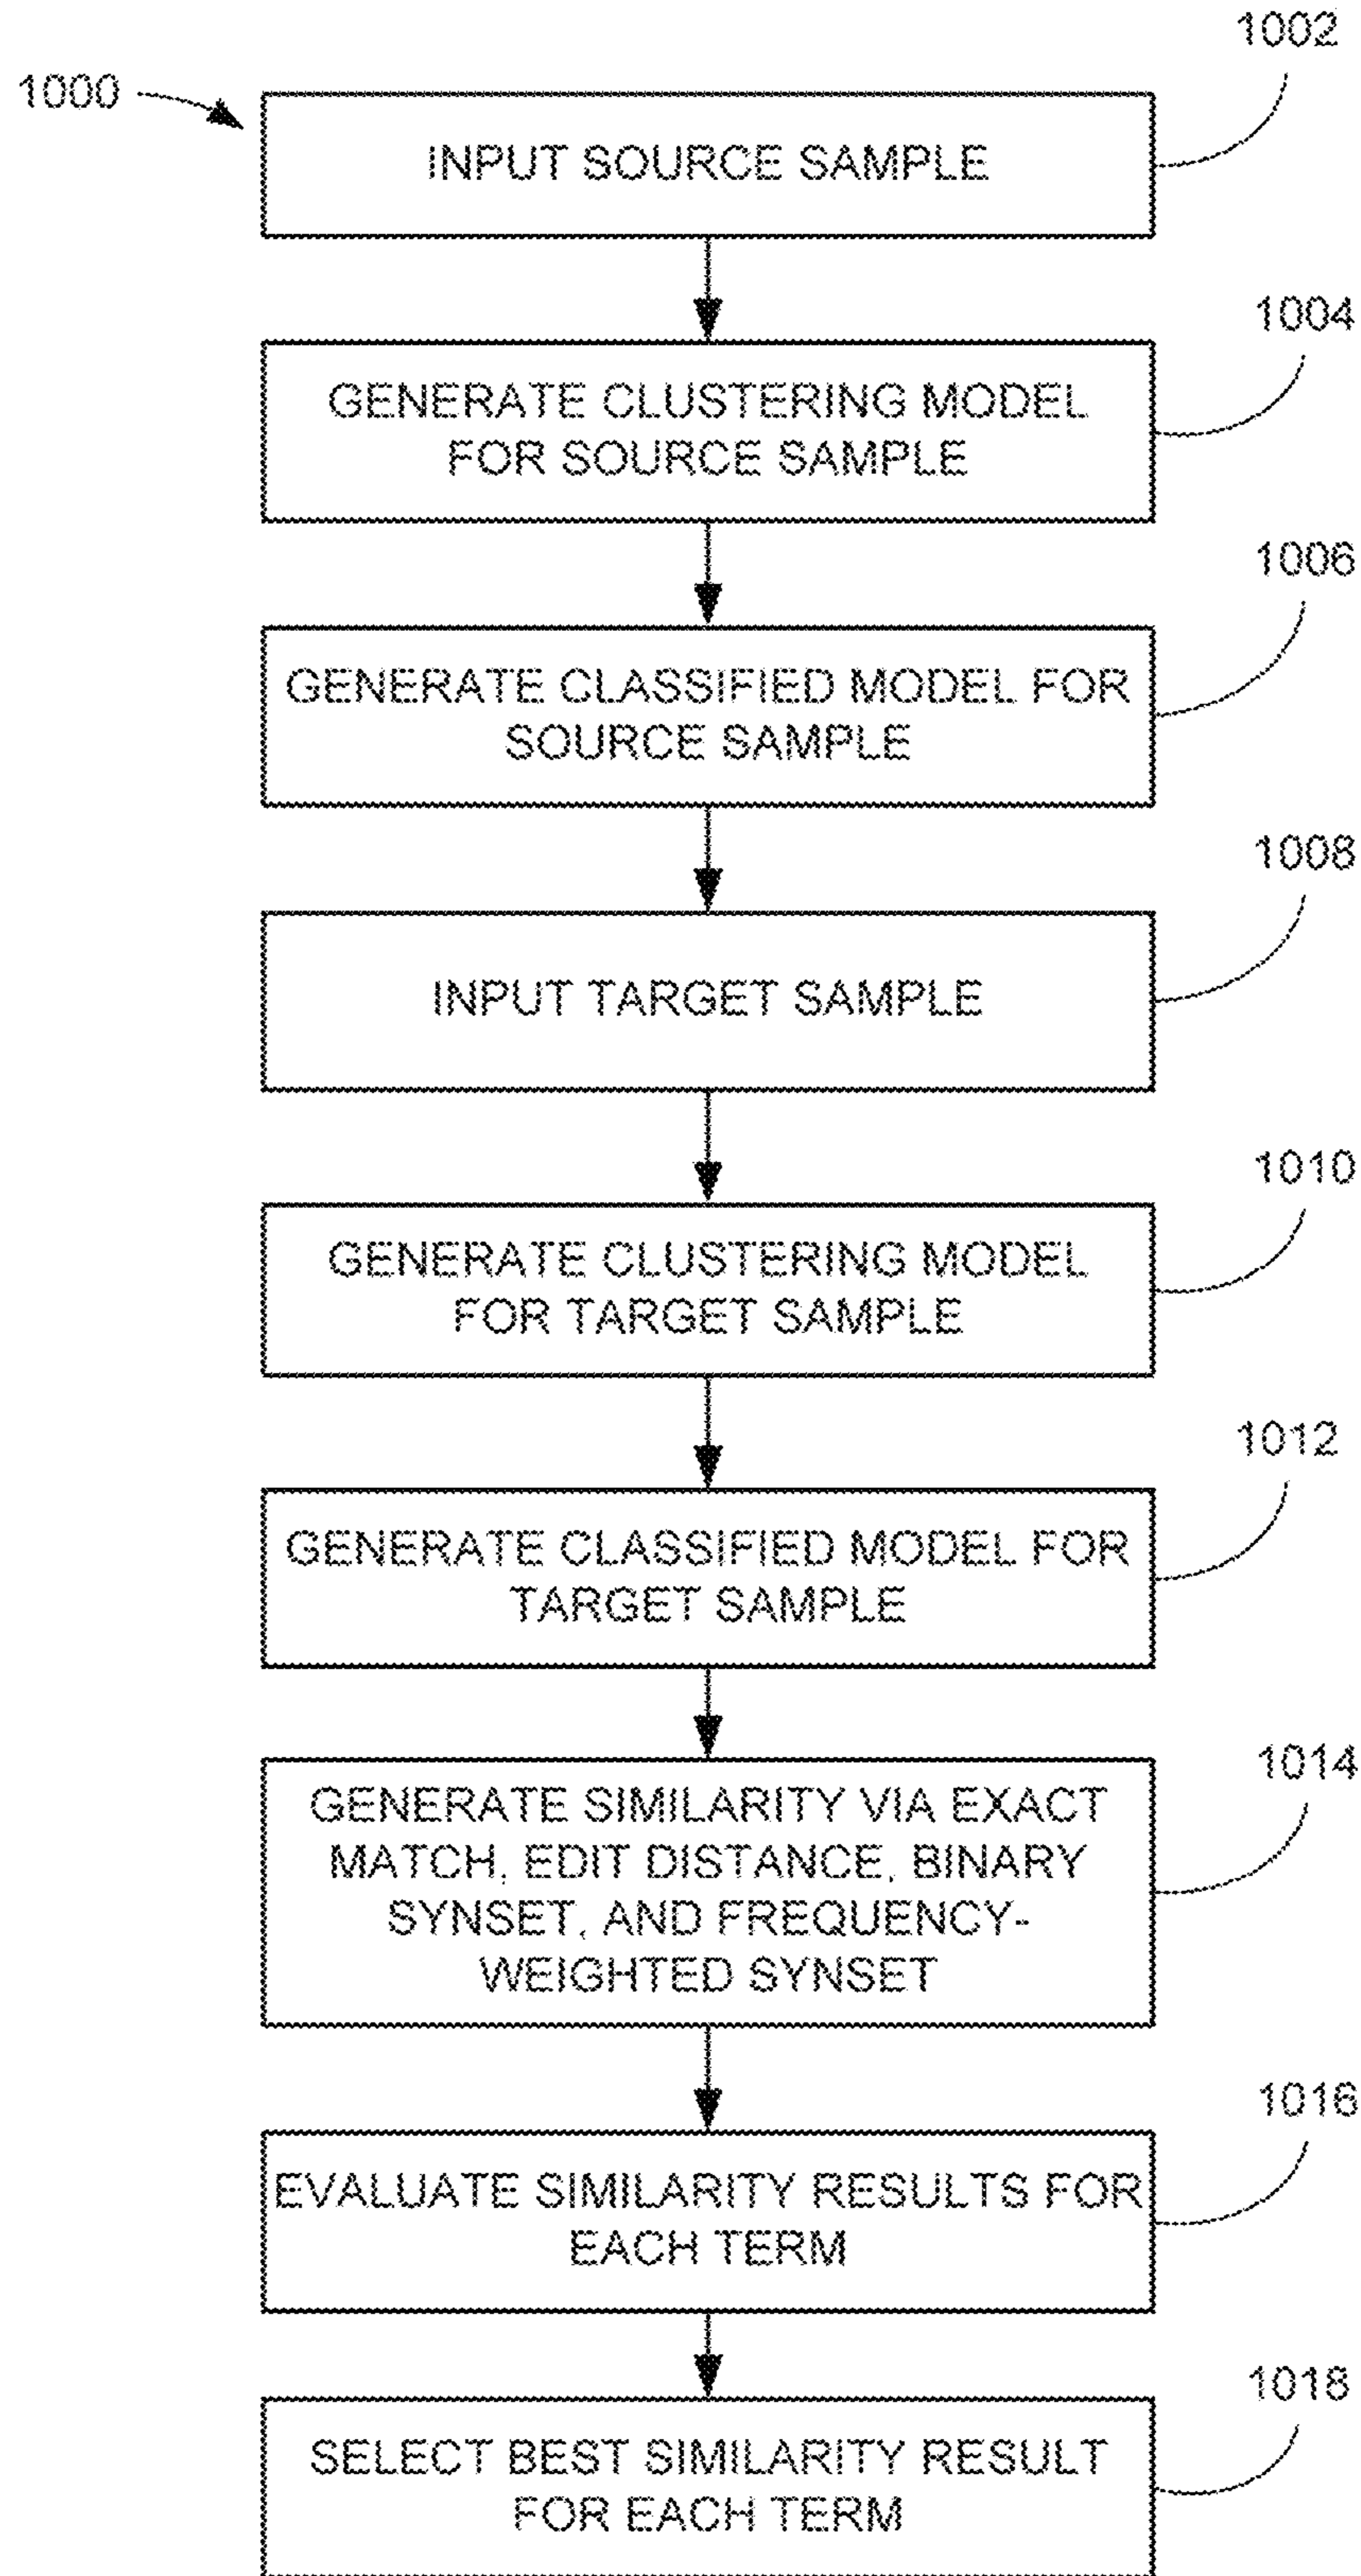 1002
1000
INPUT SOURCE SAMPLE
1004
GENERATE CLUSTERING MODEL
FOR SOURCE SAMPLE
1006
GENERATE CLASSIFIED MODEL FOR
SOURCE SAMPLE
1008
INPUT TARGET SAMPLE
1010
GENERATE CLUSTERING MODEL
FOR TARGET SAMPLE
1012
GENERATE CLASSIFIED MODEL FOR
TARGET SAMPLE
1014
GENERATE SIMILARITY VIA EXACT
MATCH, EDIT DISTANCE, BINARY
SYNSET, AND FREQUENCY-
WEIGHTED SYNSET
1016
EVALUATE SIMILARITY RESULTS FOR
EACH TERM
1018
SELECT BEST SIMILARITY RESULT
FOR EACH TERM